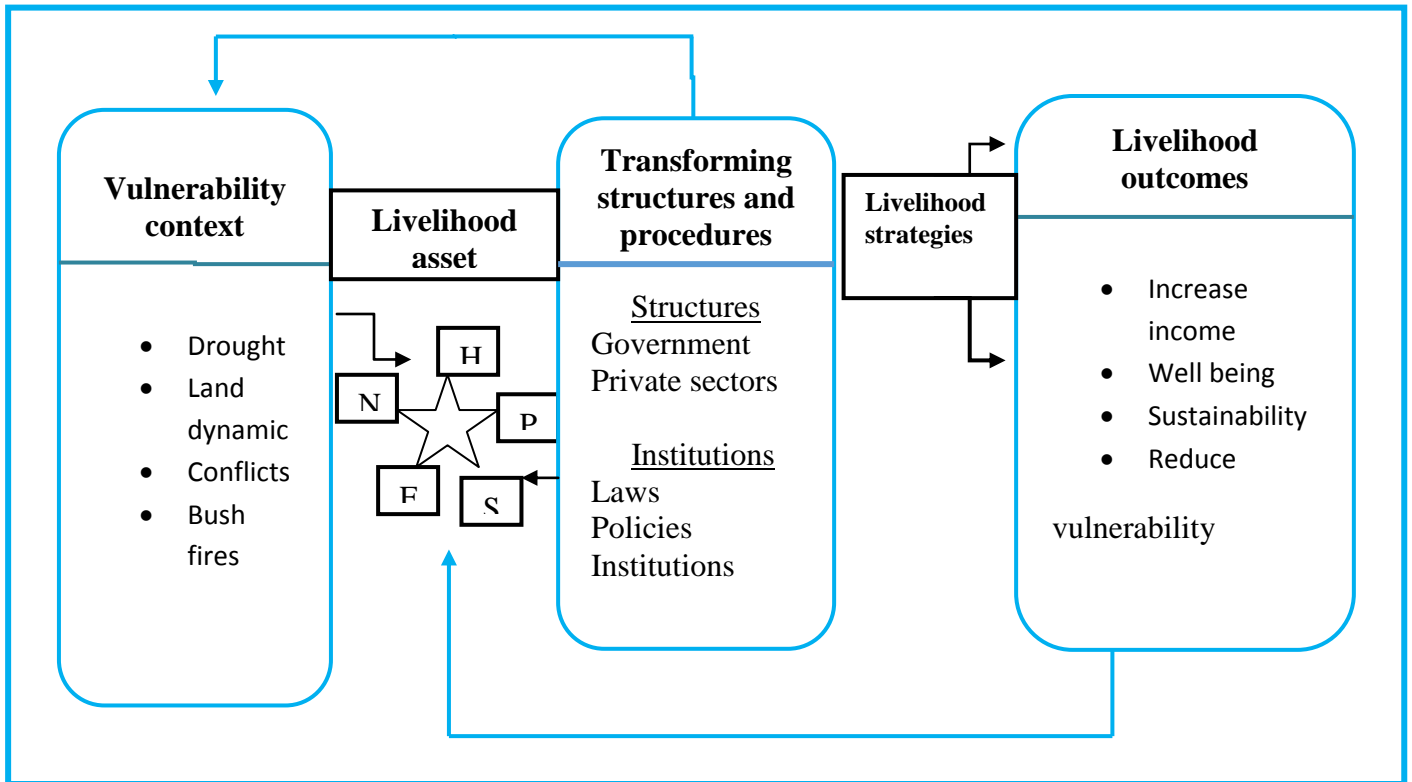 Vulnerability
context
• Drought
• Land
dynamic
• Conflicts
• Bush
fires
Livelihood
asset
H
N
P
S
Transforming
structures and
procedures
Structures
Government
Private sectors
Institutions
Laws
Policies
Institutions
Livelihood
strategies
Livelihood
outcomes
• Increase
income
• Well being
• Sustainability
• Reduce
vulnerability